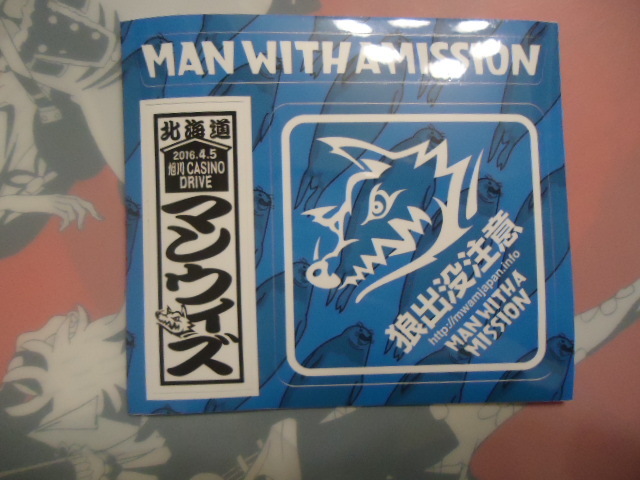 MAN WITH A MISSION
北海道
2016.4.5
旭川 CASINO
DRIVE
マンウィズ
狼出没注意
http://mwamjapan.info
MAN WITH A
MISSION